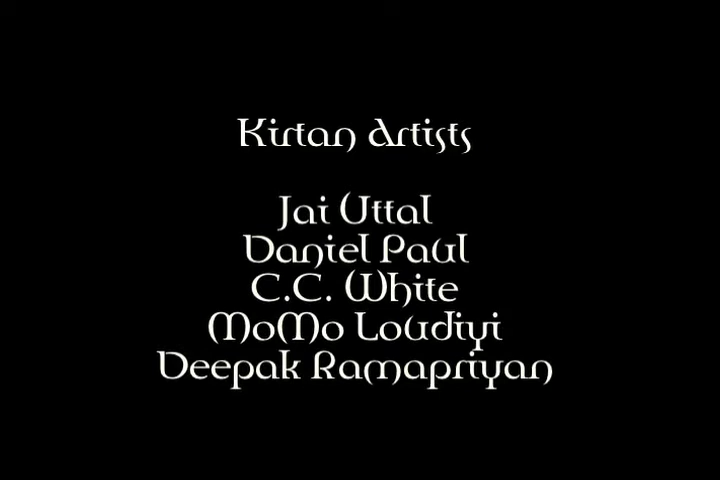 Kirtan Artists
Jai Uttal
Daniel Paul
C.C. White
MoMo Loudiyi
Deepak Ramapriyan